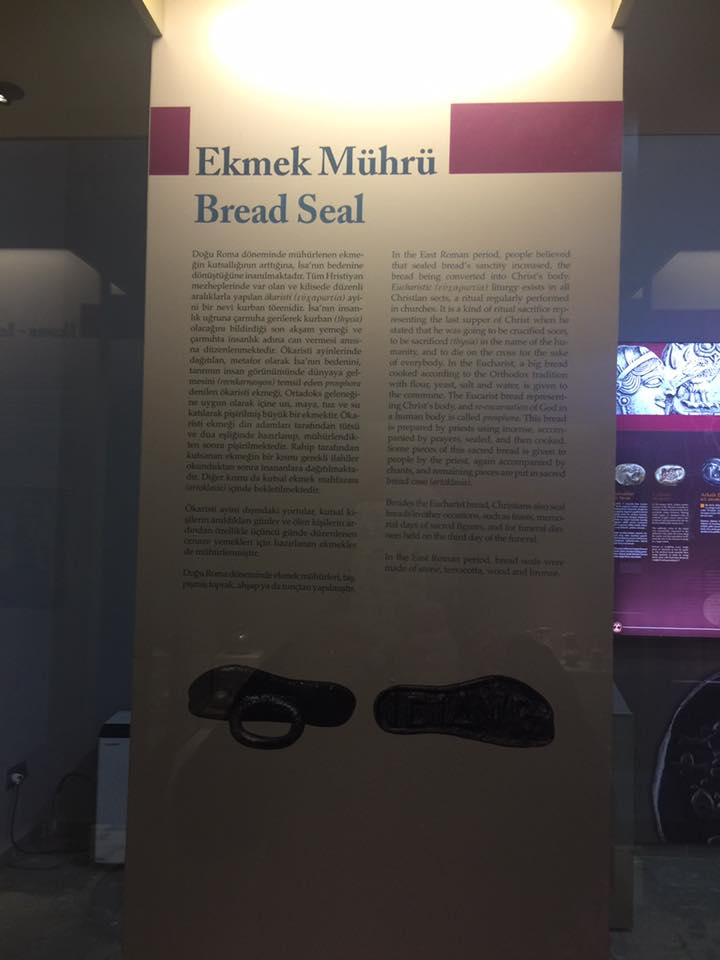 Ekmek Mührü
Bread Seal
Doğu Roma döneminde mühürlenen ekme-
ğin kutsallığının arttığına, İsa'nın bedenine
dönüştüğüne inanılmaktadır. Tüm Hristiyan
mezheplerinde var olan ve kilisede düzenli
aralıklarla yapılan ökaristi (ευχαριστία) ayi-
ni bir nevi kurban törenidir. İsa'nın insan-
lık uğruna çarmıha gerilerek kurban (thysia)
olacağını bildirdiği son akşam yemeği ve
çarmıhta insanlık adına can vermesi anısı-
na düzenlenmektedir. Ökaristi ayinlerinde
dağıtılan, metafor olarak İsa'nın bedenini,
tanrının insan görünümünde dünyaya gel-
mesini (reenkarnasyon) temsil eden prosphora
denilen ökaristi ekmeği, Ortadoks geleneği-
ne uygun olarak içine un, maya, tuz ve su
katılarak pişirilmiş büyük bir ekmektir. Öka-
risti ekmeği din adamları tarafından tütsü
ve dua eşliğinde hazırlanıp, mühürlendik-
ten sonra pişirilmektedir. Rahip tarafından
kutsanan ekmeğin bir kısmı gerekli ilahiler
okunduktan sonra inananlara dağıtılmakta-
dır. Diğer kısmı da kutsal ekmek mahfazası
(artoklasia) içinde bekletilmektedir.
Ökaristi ayini dışındaki yortular, kutsal ki-
şilerin anıldıkları günler ve ölen kişilerin ar-
dından özellikle üçüncü günde düzenlenen
cenaze yemekleri için hazırlanan ekmekler
de mühürlenmiştir.
Doğu Roma döneminde ekmek mühürleri, taş,
pişmiş toprak, ahşap ya da tunçtan yapılmıştır.
In the East Roman period, people believed
that sealed bread's sanctity increased, the
bread being converted into Christ's body.
Eucharistic (ευχαριστία) liturgy exists in all
Christian sects, a ritual regularly performed
in churches. It is a kind of ritual sacrifice rep-
resenting the last supper of Christ when he
stated that he was going to be crucified soon,
to be sacrificed (thysia) in the name of the hu-
manity, and to die on the cross for the sake
of everybody. In the Eucharist, a big bread
cooked according to the Orthodox tradition
with flour, yeast, salt and water, is given to
the commune. The Eucarist bread represent-
ing Christ's body, and re-encarnation of God in
a human body is called prosphore. This bread
is prepared by priests using incense, accom-
panied by prayers, sealed, and then cooked.
Some pieces of this sacred bread is given to
people by the priest, again accompanied by
chants, and remaining pieces are put in sacred
bread case (artoklasia).
Besides the Eucharist bread, Christians also seal
breads in other occasions, such as feasts, memo-
rial days of sacred figures, and for funeral din-
ners held on the third day of the funeral.
In the East Roman period, bread seals were
made of stone, terracotta, wood and bronze.